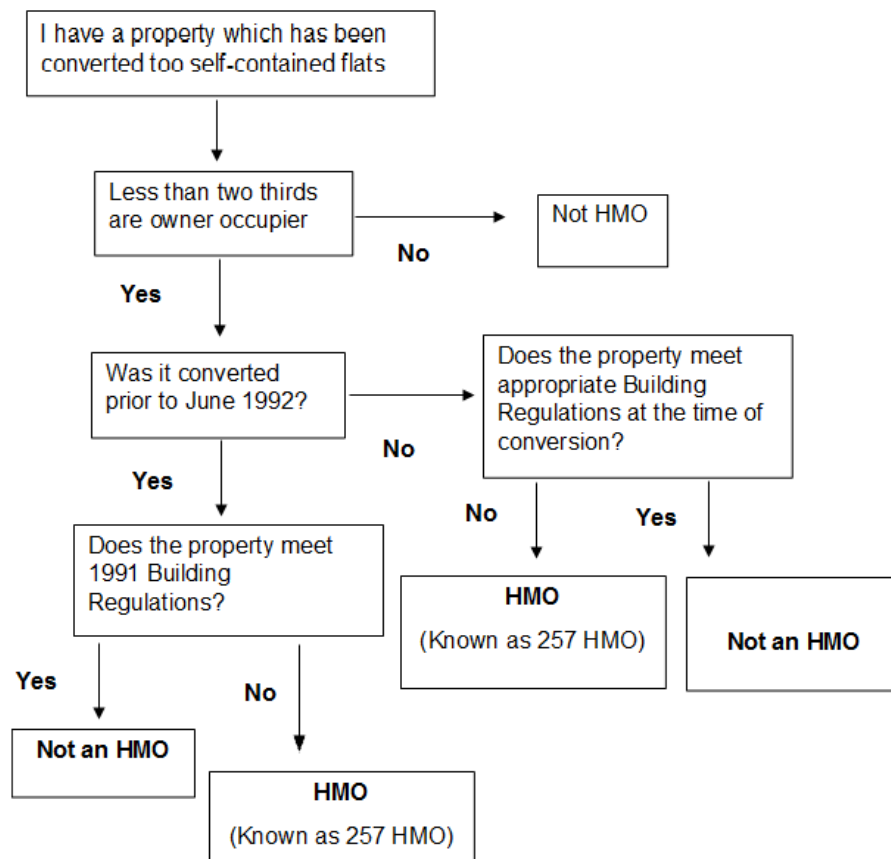 I have a property which has been
converted too self-contained flats
Less than two thirds
are owner occupier
No
Not HMO
Yes
Was it converted
prior to June 1992?
No
Does the property meet
appropriate Building
Regulations at the time of
conversion?
Yes
No
Yes
Does the property meet
1991 Building
Regulations?
HMO
(Known as 257 HMO)
Not an HMO
Yes
No
Not an HMO
HMO
(Known as 257 HMO)